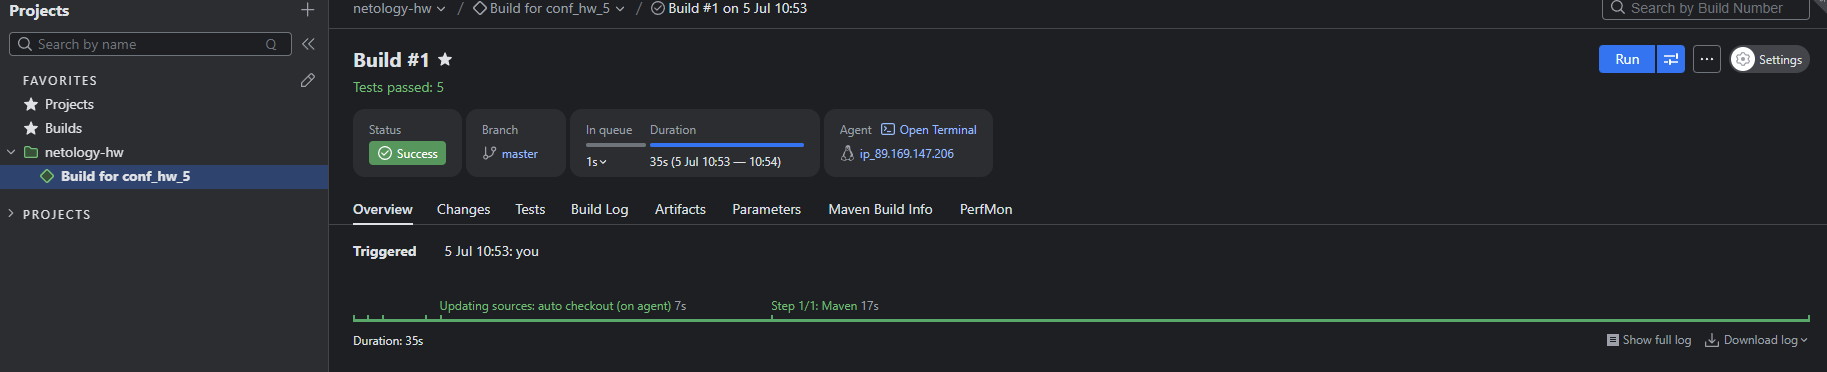 Projects
Search by name
Q
FAVORITES
Projects
Builds
netology-hw
Build for conf_hw_5
PROJECTS
netology-hw / Build for conf_hw_5 / Build #1 on 5 Jul 10:53
Search by Build Number
Build #1
Run
Settings
Tests passed: 5
Status
Success
Branch
master
In queue
1s
Duration
35s (5 Jul 10:53 — 10:54)
Agent Open Terminal
ip_89.169.147.206
Overview Changes Tests Build Log Artifacts Parameters Maven Build Info PerfMon
Triggered 5 Jul 10:53: you
Updating sources: auto checkout (on agent) 7s Step 1/1: Maven 17s
Duration: 35s Show full log Download log